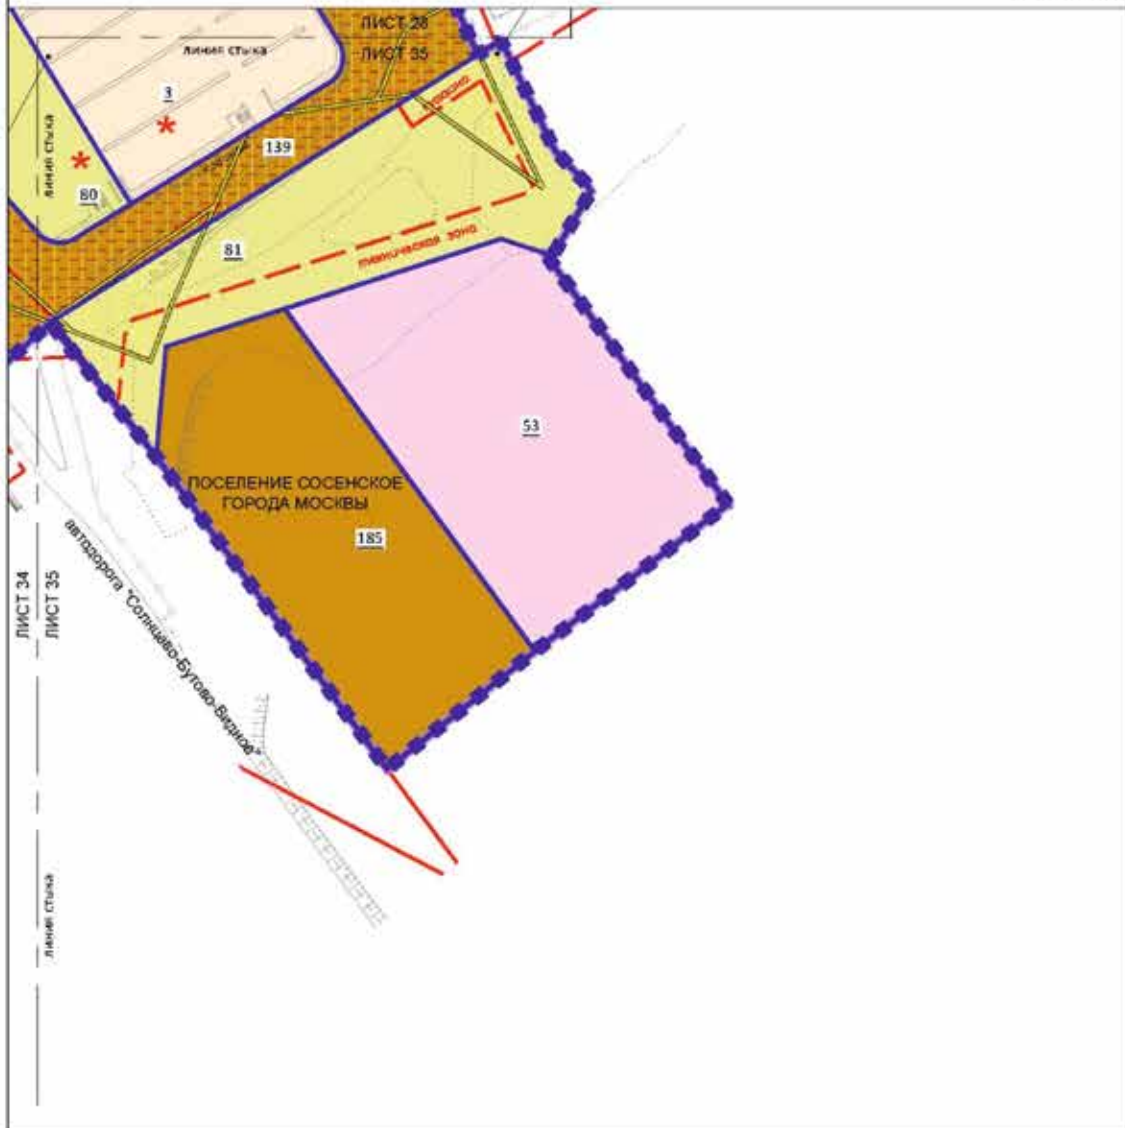 ЛИСТ 28
линия стыка
ЛИСТ 35
3
139
линия стыка
80
81
техническая зона
53
ПОСЕЛЕНИЕ СОСЕНСКОЕ
ГОРОДА МОСКВЫ
185
автодорога "Солнцево-Бутово-Видное"
ЛИСТ 34
ЛИСТ 35
линия стыка